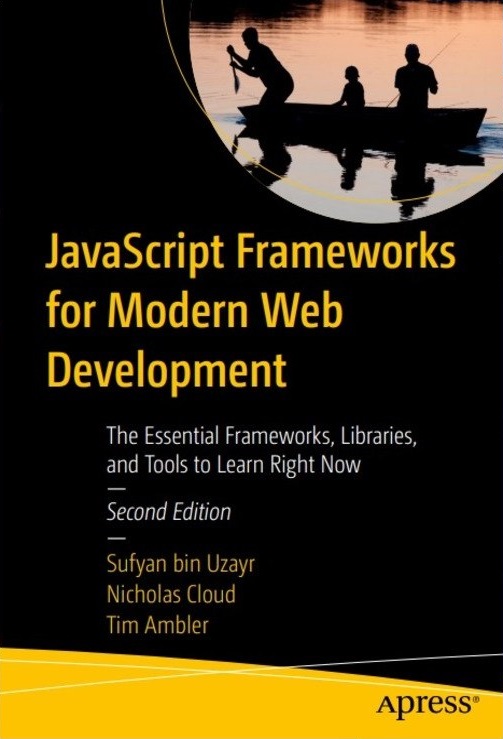 JavaScript Frameworks
for Modern Web
Development
The Essential Frameworks, Libraries,
and Tools to Learn Right Now
—
Second Edition
—
Sufyan bin Uzayr
Nicholas Cloud
Tim Ambler
Apress®